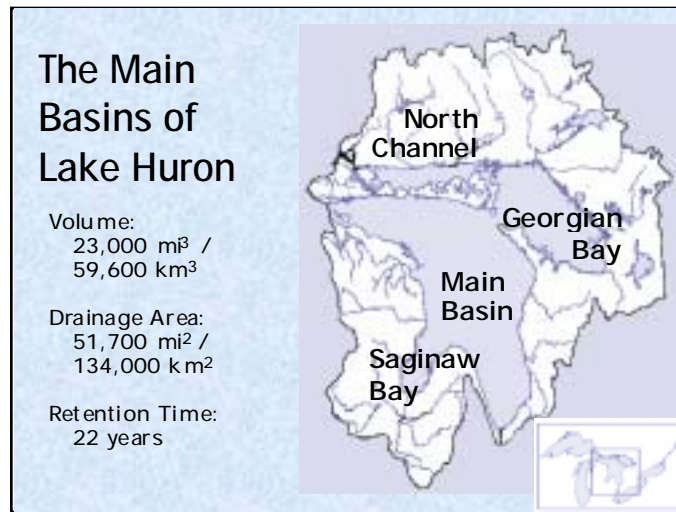 The Main
Basins of
Lake Huron
Volume:
23,000 mi³ /
59,600 km³
Drainage Area:
51,700 mi² /
134,000 km²
Retention Time:
22 years
North
Channel
Georgian
Bay
Main
Basin
Saginaw
Bay